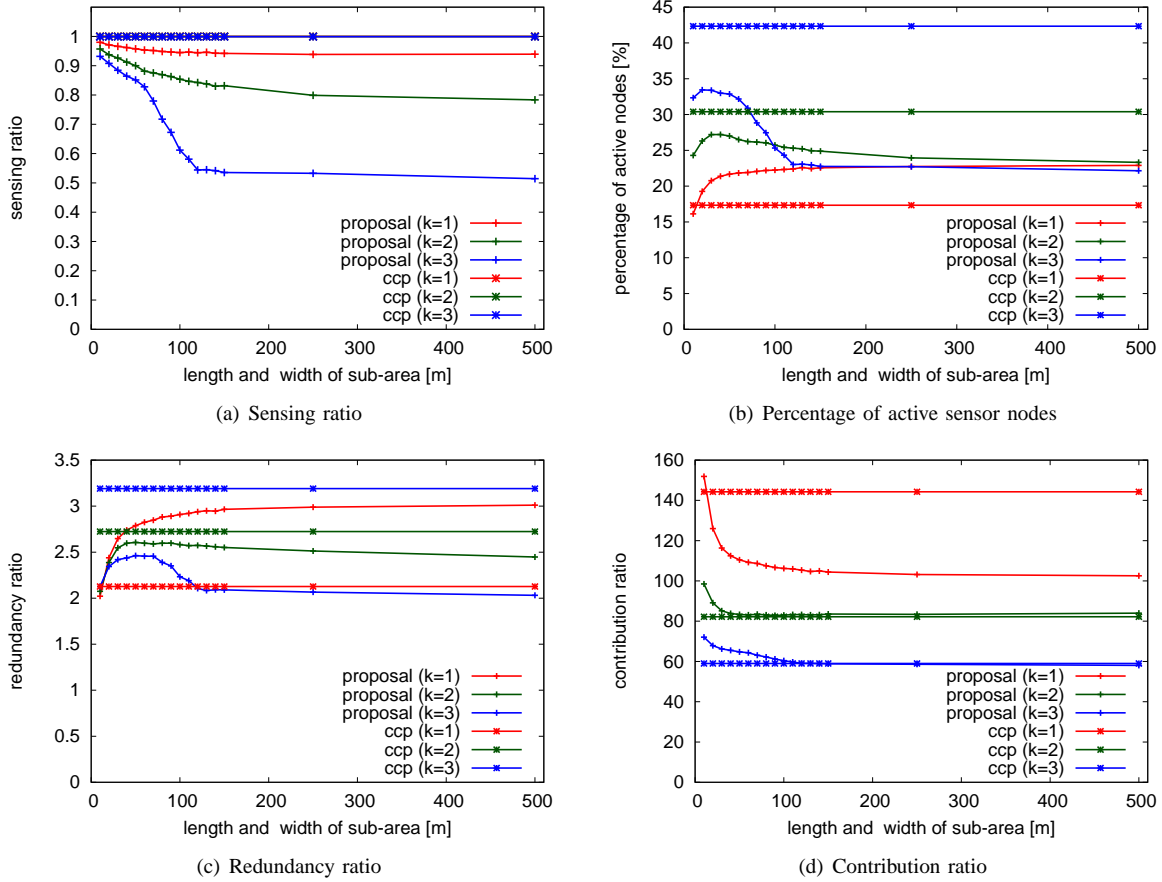 1
0.9
0.8
0.7
0.6
0.5
0.4
0.3
0.2
0.1
0
0 100 200 300 400 500
sensing ratio
length and width of sub-area [m]
proposal (k=1)
proposal (k=2)
proposal (k=3)
ccp (k=1)
ccp (k=2)
ccp (k=3)
(a) Sensing ratio
45
40
35
30
25
20
15
10
5
0
0 100 200 300 400 500
percentage of active nodes [%]
length and width of sub-area [m]
proposal (k=1)
proposal (k=2)
proposal (k=3)
ccp (k=1)
ccp (k=2)
ccp (k=3)
(b) Percentage of active sensor nodes
3.5
3
2.5
2
1.5
1
0.5
0
0 100 200 300 400 500
redundancy ratio
length and width of sub-area [m]
proposal (k=1)
proposal (k=2)
proposal (k=3)
ccp (k=1)
ccp (k=2)
ccp (k=3)
(c) Redundancy ratio
160
140
120
100
80
60
40
20
0
0 100 200 300 400 500
contribution ratio
length and width of sub-area [m]
proposal (k=1)
proposal (k=2)
proposal (k=3)
ccp (k=1)
ccp (k=2)
ccp (k=3)
(d) Contribution ratio